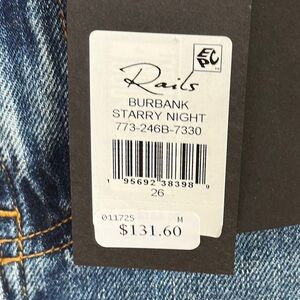 EPC
Rails
BURBANK
STARRY NIGHT
773-246B-7330
1 95692 38398 9
26
011725 M
$131.60